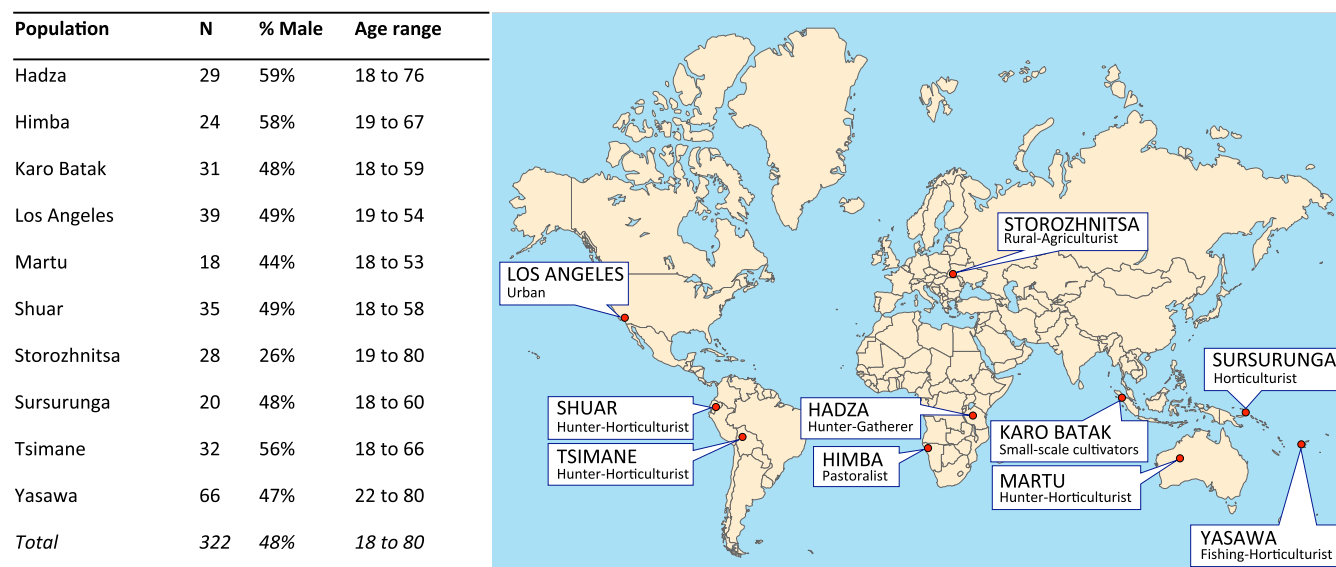 Population N % Male Age range
Hadza 29 59% 18 to 76
Himba 24 58% 19 to 67
Karo Batak 31 48% 18 to 59
Los Angeles 39 49% 19 to 54
Martu 18 44% 18 to 53
Shuar 35 49% 18 to 58
Storozhnitsa 28 26% 19 to 80
Sursurunga 20 48% 18 to 60
Tsimane 32 56% 18 to 66
Yasawa 66 47% 22 to 80
Total 322 48% 18 to 80
STOROZHNITSA
Rural-Agriculturist
LOS ANGELES
Urban
SURSURUNGA
Horticulturist
SHUAR
Hunter-Horticulturist
HADZA
Hunter-Gatherer
KARO BATAK
Small-scale cultivators
TSIMANE
Hunter-Horticulturist
HIMBA
Pastoralist
MARTU
Hunter-Horticulturist
YASAWA
Fishing-Horticulturist